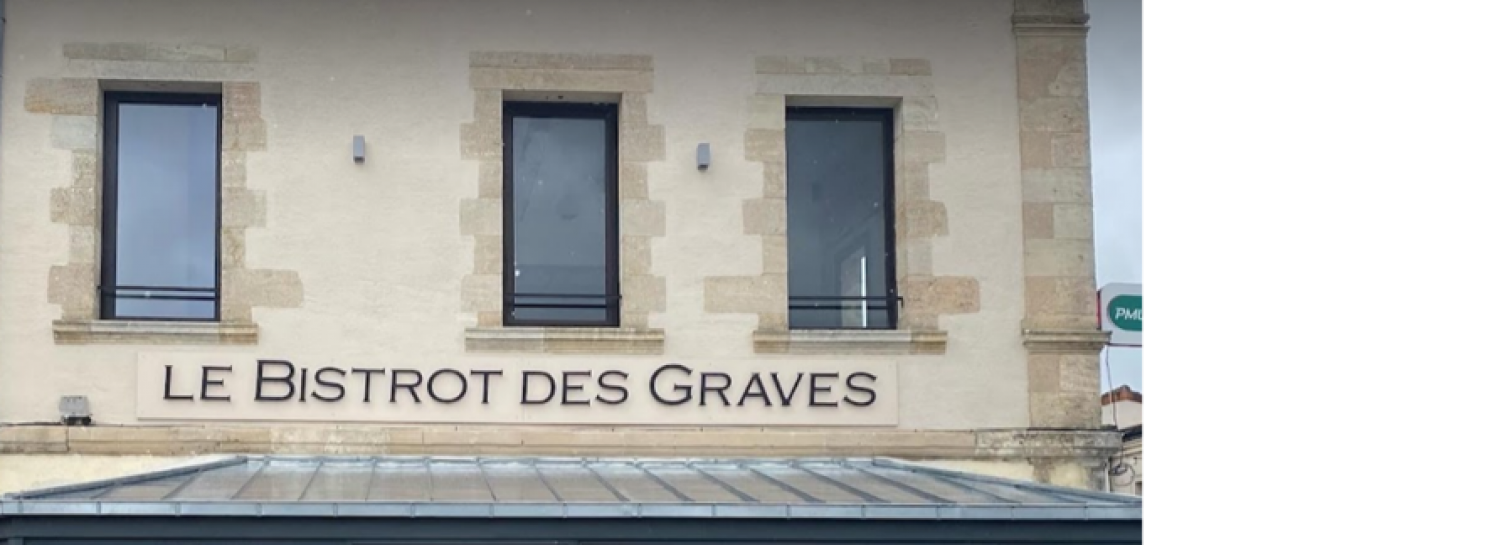 LE BISTROT DES GRAVES
PMU